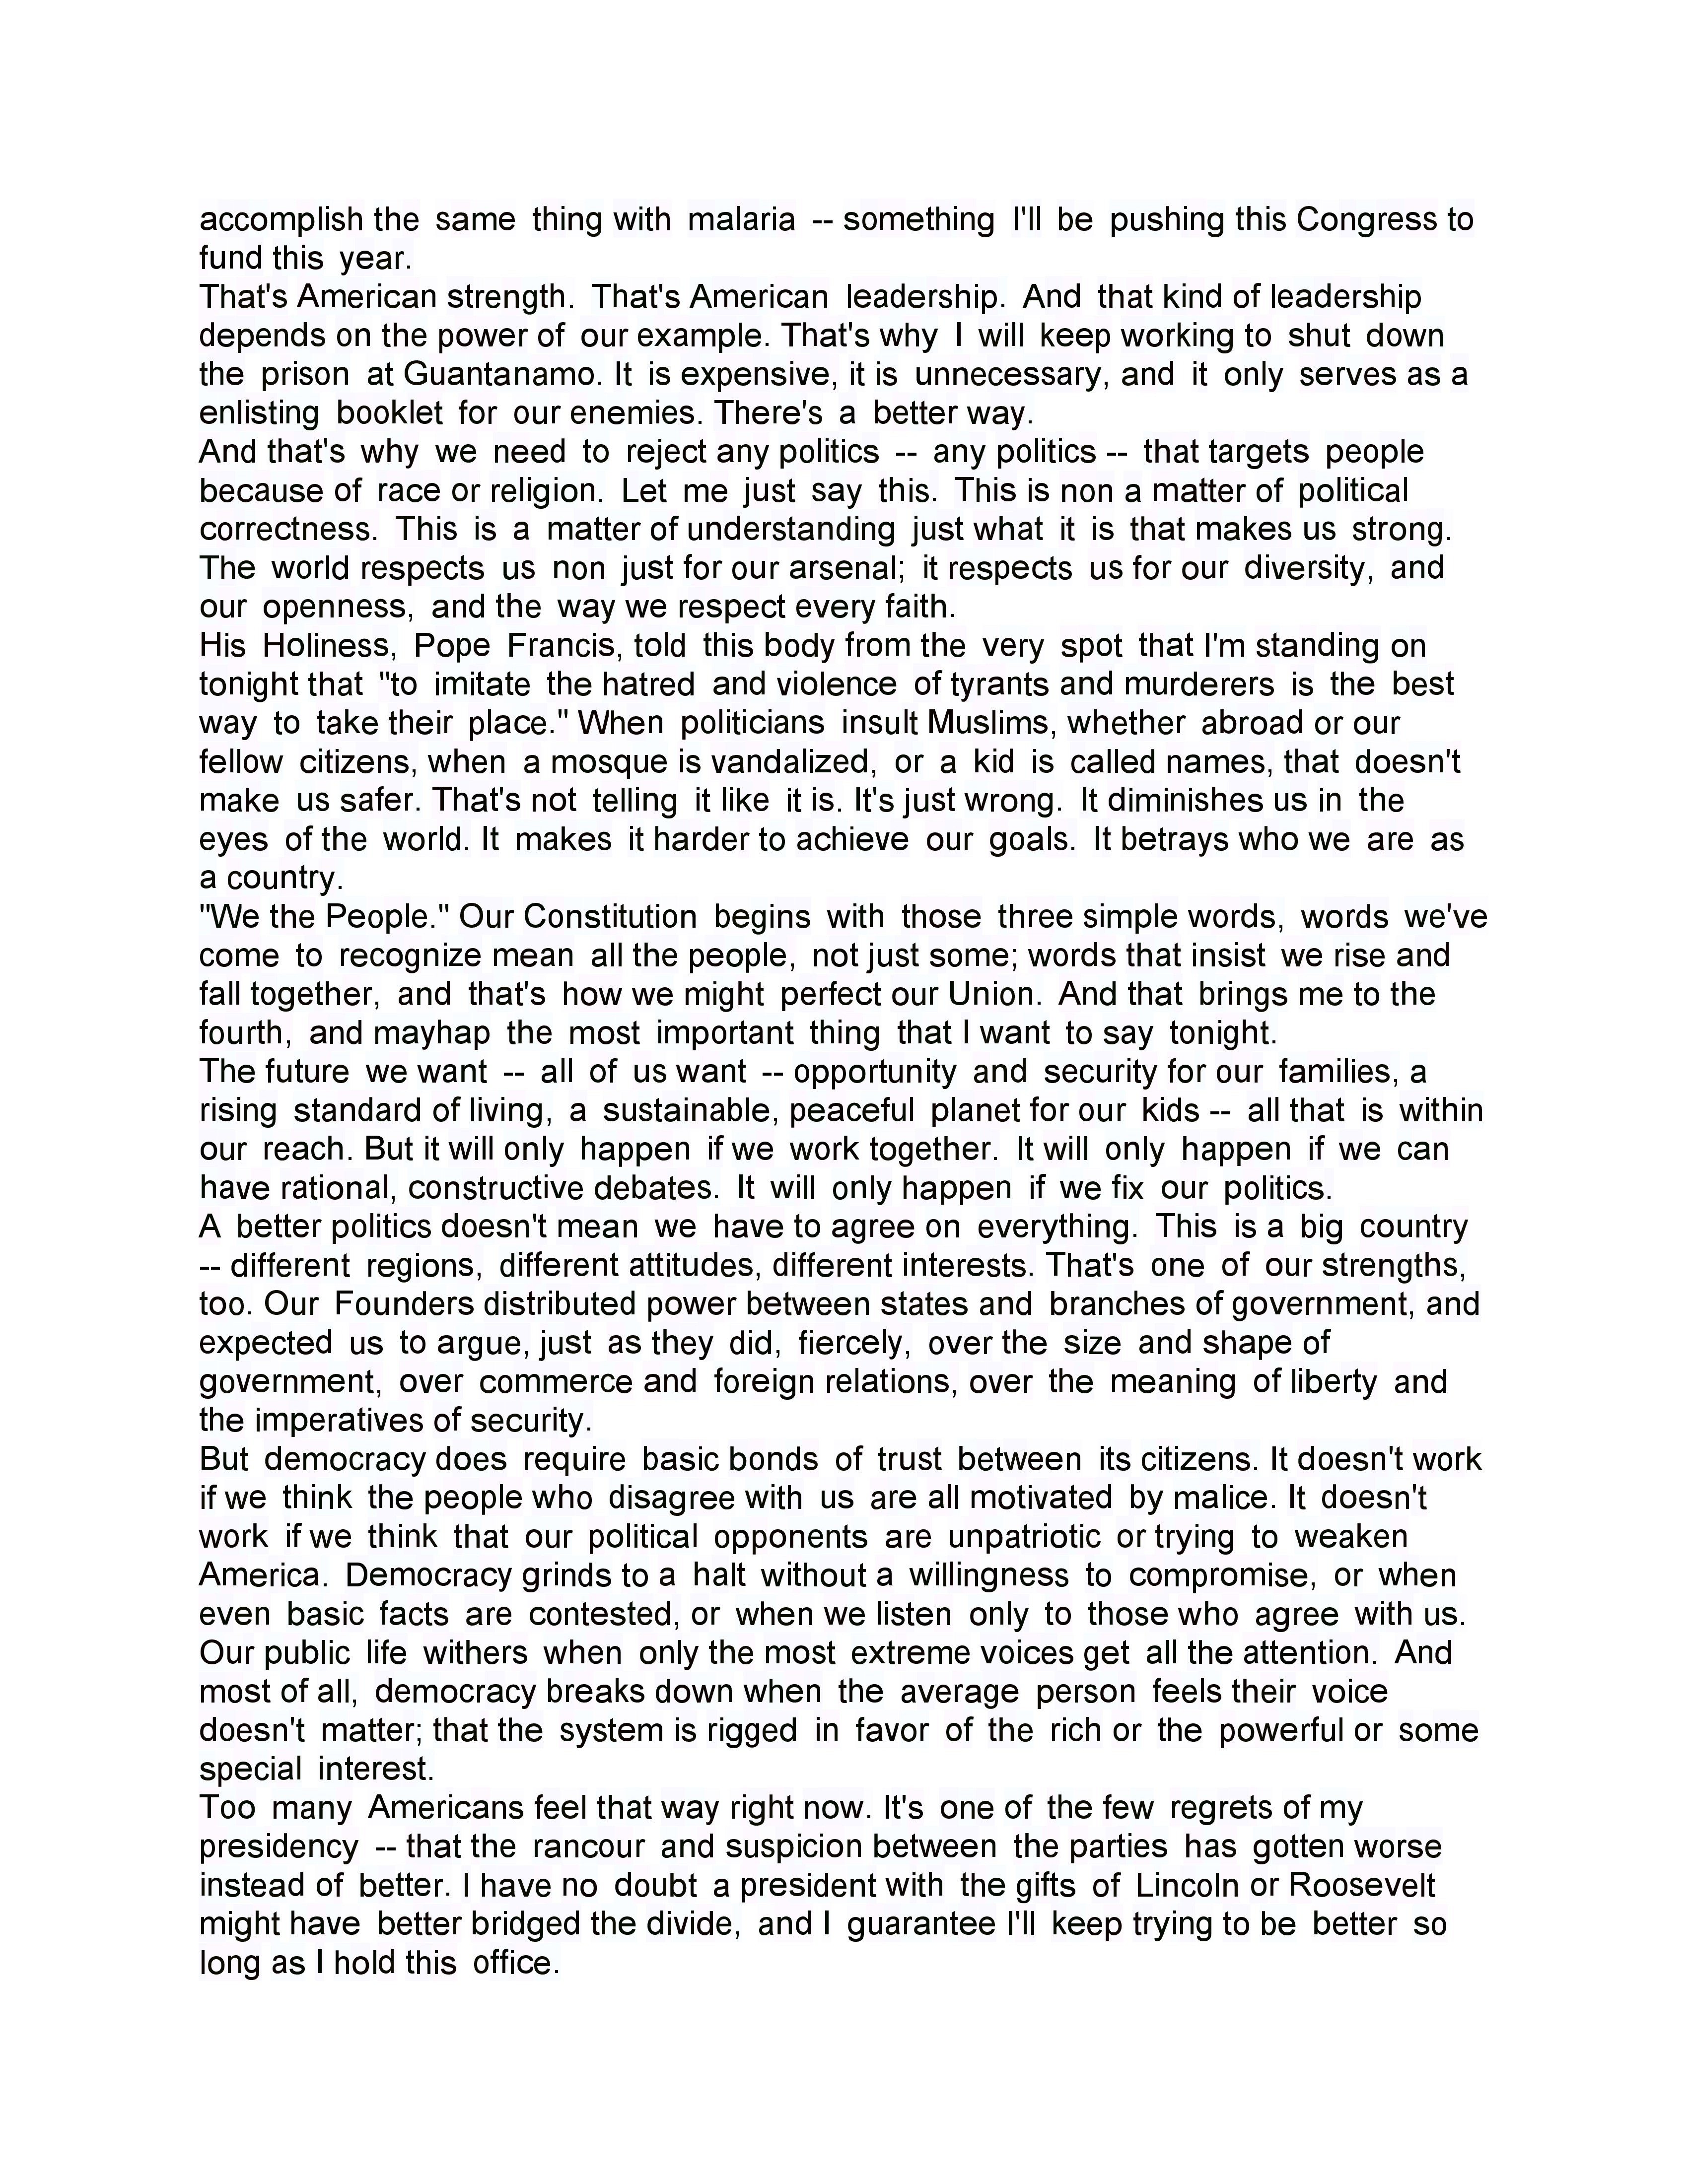 accomplish the same thing with malaria -- something I'll be pushing this Congress to
fund this year.
That's American strength. That's American leadership. And that kind of leadership
depends on the power of our example. That's why I will keep working to shut down
the prison at Guantanamo. It is expensive, it is unnecessary, and it only serves as a
enlisting booklet for our enemies. There's a better way.
And that's why we need to reject any politics -- any politics -- that targets people
because of race or religion. Let me just say this. This is non a matter of political
correctness. This is a matter of understanding just what it is that makes us strong.
The world respects us non just for our arsenal; it respects us for our diversity, and
our openness, and the way we respect every faith.
His Holiness, Pope Francis, told this body from the very spot that I'm standing on
tonight that "to imitate the hatred and violence of tyrants and murderers is the best
way to take their place." When politicians insult Muslims, whether abroad or our
fellow citizens, when a mosque is vandalized, or a kid is called names, that doesn't
make us safer. That's not telling it like it is. It's just wrong. It diminishes us in the
eyes of the world. It makes it harder to achieve our goals. It betrays who we are as
a country.
"We the People." Our Constitution begins with those three simple words, words we've
come to recognize mean all the people, not just some; words that insist we rise and
fall together, and that's how we might perfect our Union. And that brings me to the
fourth, and mayhap the most important thing that I want to say tonight.
The future we want -- all of us want -- opportunity and security for our families, a
rising standard of living, a sustainable, peaceful planet for our kids -- all that is within
our reach. But it will only happen if we work together. It will only happen if we can
have rational, constructive debates. It will only happen if we fix our politics.
A better politics doesn't mean we have to agree on everything. This is a big country
-- different regions, different attitudes, different interests. That's one of our strengths,
too. Our Founders distributed power between states and branches of government, and
expected us to argue, just as they did, fiercely, over the size and shape of
government, over commerce and foreign relations, over the meaning of liberty and
the imperatives of security.
But democracy does require basic bonds of trust between its citizens. It doesn't work
if we think the people who disagree with us are all motivated by malice. It doesn't
work if we think that our political opponents are unpatriotic or trying to weaken
America. Democracy grinds to a halt without a willingness to compromise, or when
even basic facts are contested, or when we listen only to those who agree with us.
Our public life withers when only the most extreme voices get all the attention. And
most of all, democracy breaks down when the average person feels their voice
doesn't matter; that the system is rigged in favor of the rich or the powerful or some
special interest.
Too many Americans feel that way right now. It's one of the few regrets of my
presidency -- that the rancour and suspicion between the parties has gotten worse
instead of better. I have no doubt a president with the gifts of Lincoln or Roosevelt
might have better bridged the divide, and I guarantee I'll keep trying to be better so
long as I hold this office.